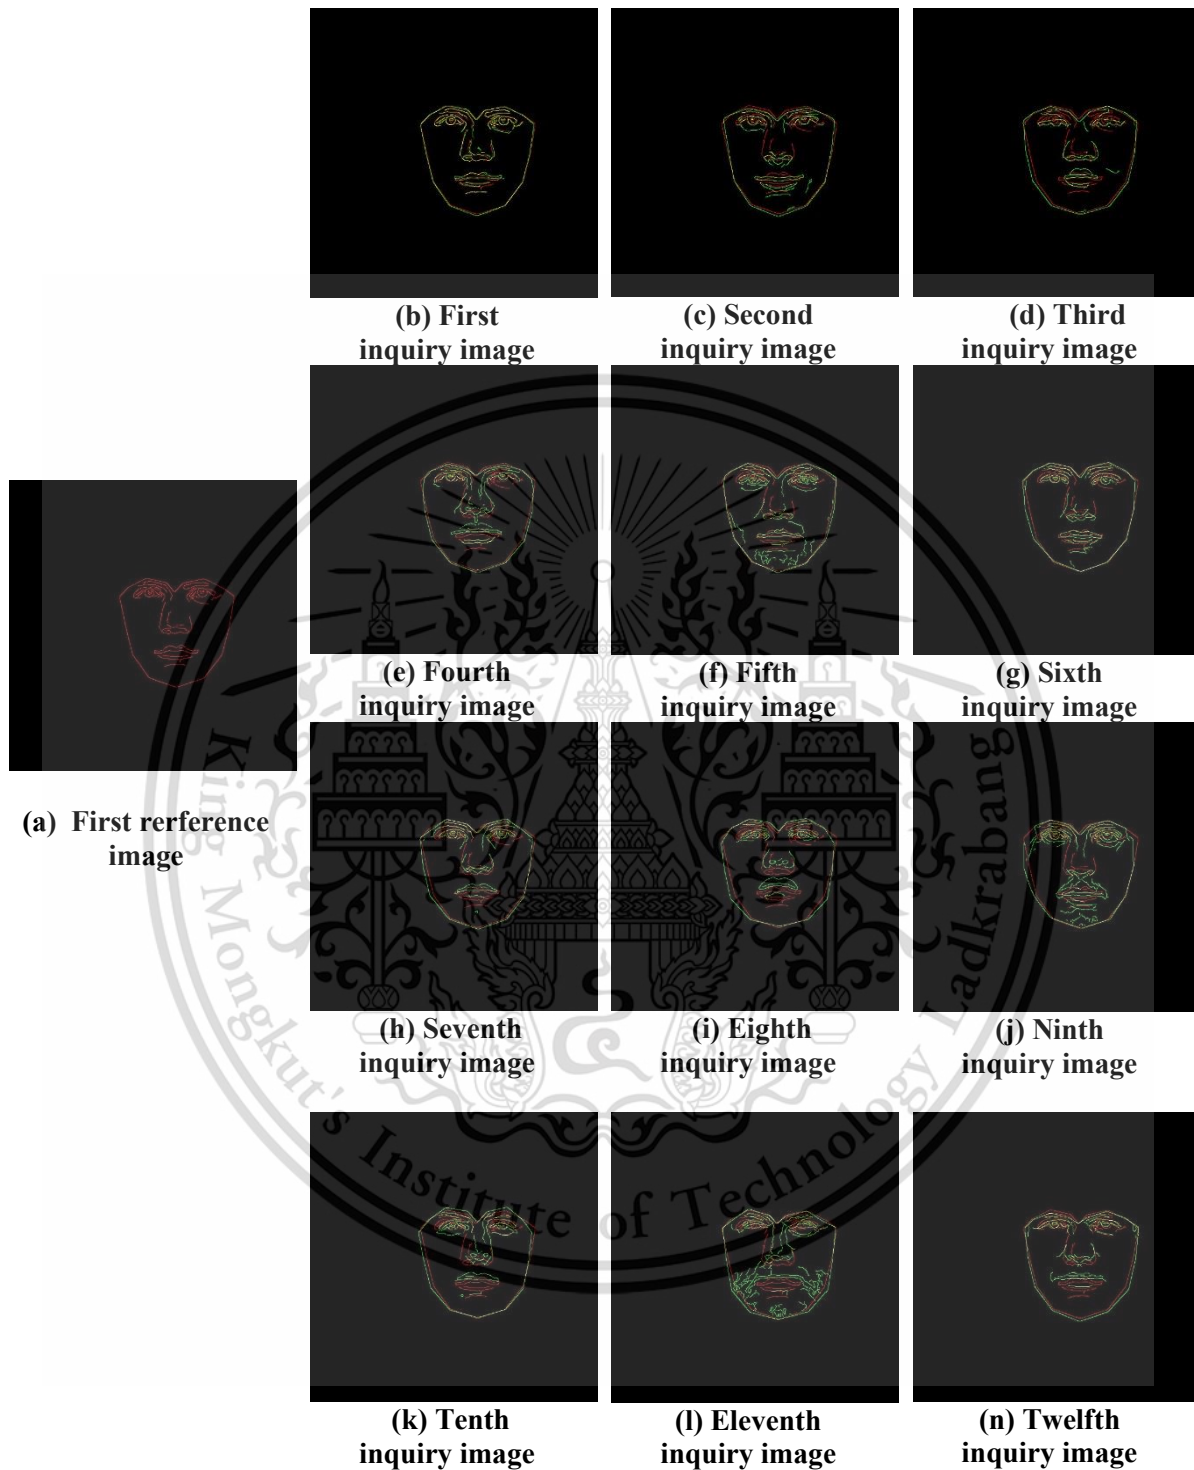 (b) First
inquiry image
(c) Second
inquiry image
(d) Third
inquiry image
(e) Fourth
inquiry image
(f) Fifth
inquiry image
(g) Sixth
inquiry image
(a) First rerference
image
(h) Seventh
inquiry image
(i) Eighth
inquiry image
(j) Ninth
inquiry image
(k) Tenth
inquiry image
(l) Eleventh
inquiry image
(n) Twelfth
inquiry image
King Mongkut's Institute of Technology Ladkrabang